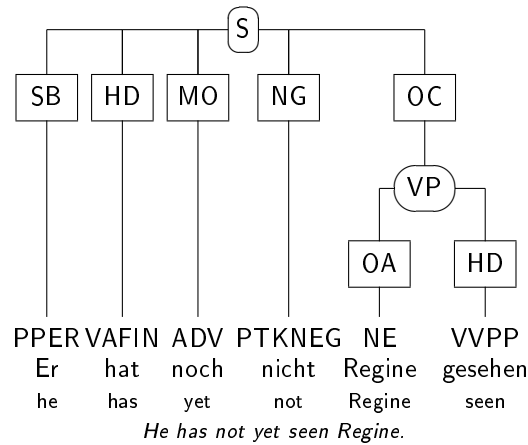 S
SB HD MO NG OC
VP
OA HD
PPER VAFIN ADV PTKNEG NE VVPP
Er hat noch nicht Regine gesehen
he has yet not Regine seen
He has not yet seen Regine.